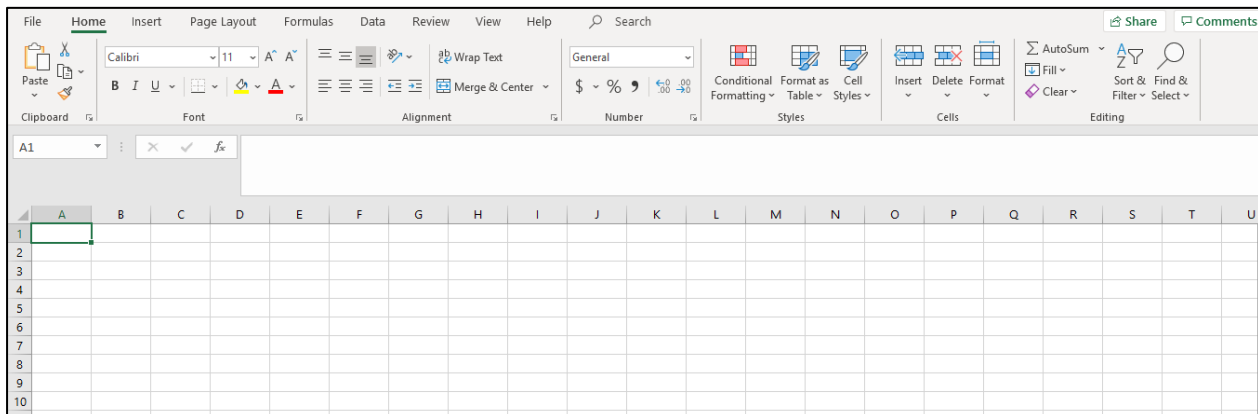 File Home Insert Page Layout Formulas Data Review View Help Search Share Comments
Calibri 11 A^ A˅ ab Wrap Text General AutoSum
Paste Fill
B I U A Merge & Center $ % 9 Conditional Format as Cell Insert Delete Format Sort & Find &
Formatting Table Styles Clear Filter Select
Clipboard Font Alignment Number Styles Cells Editing
A1 fx
A B C D E F G H I J K L M N O P Q R S T U
1
2
3
4
5
6
7
8
9
10